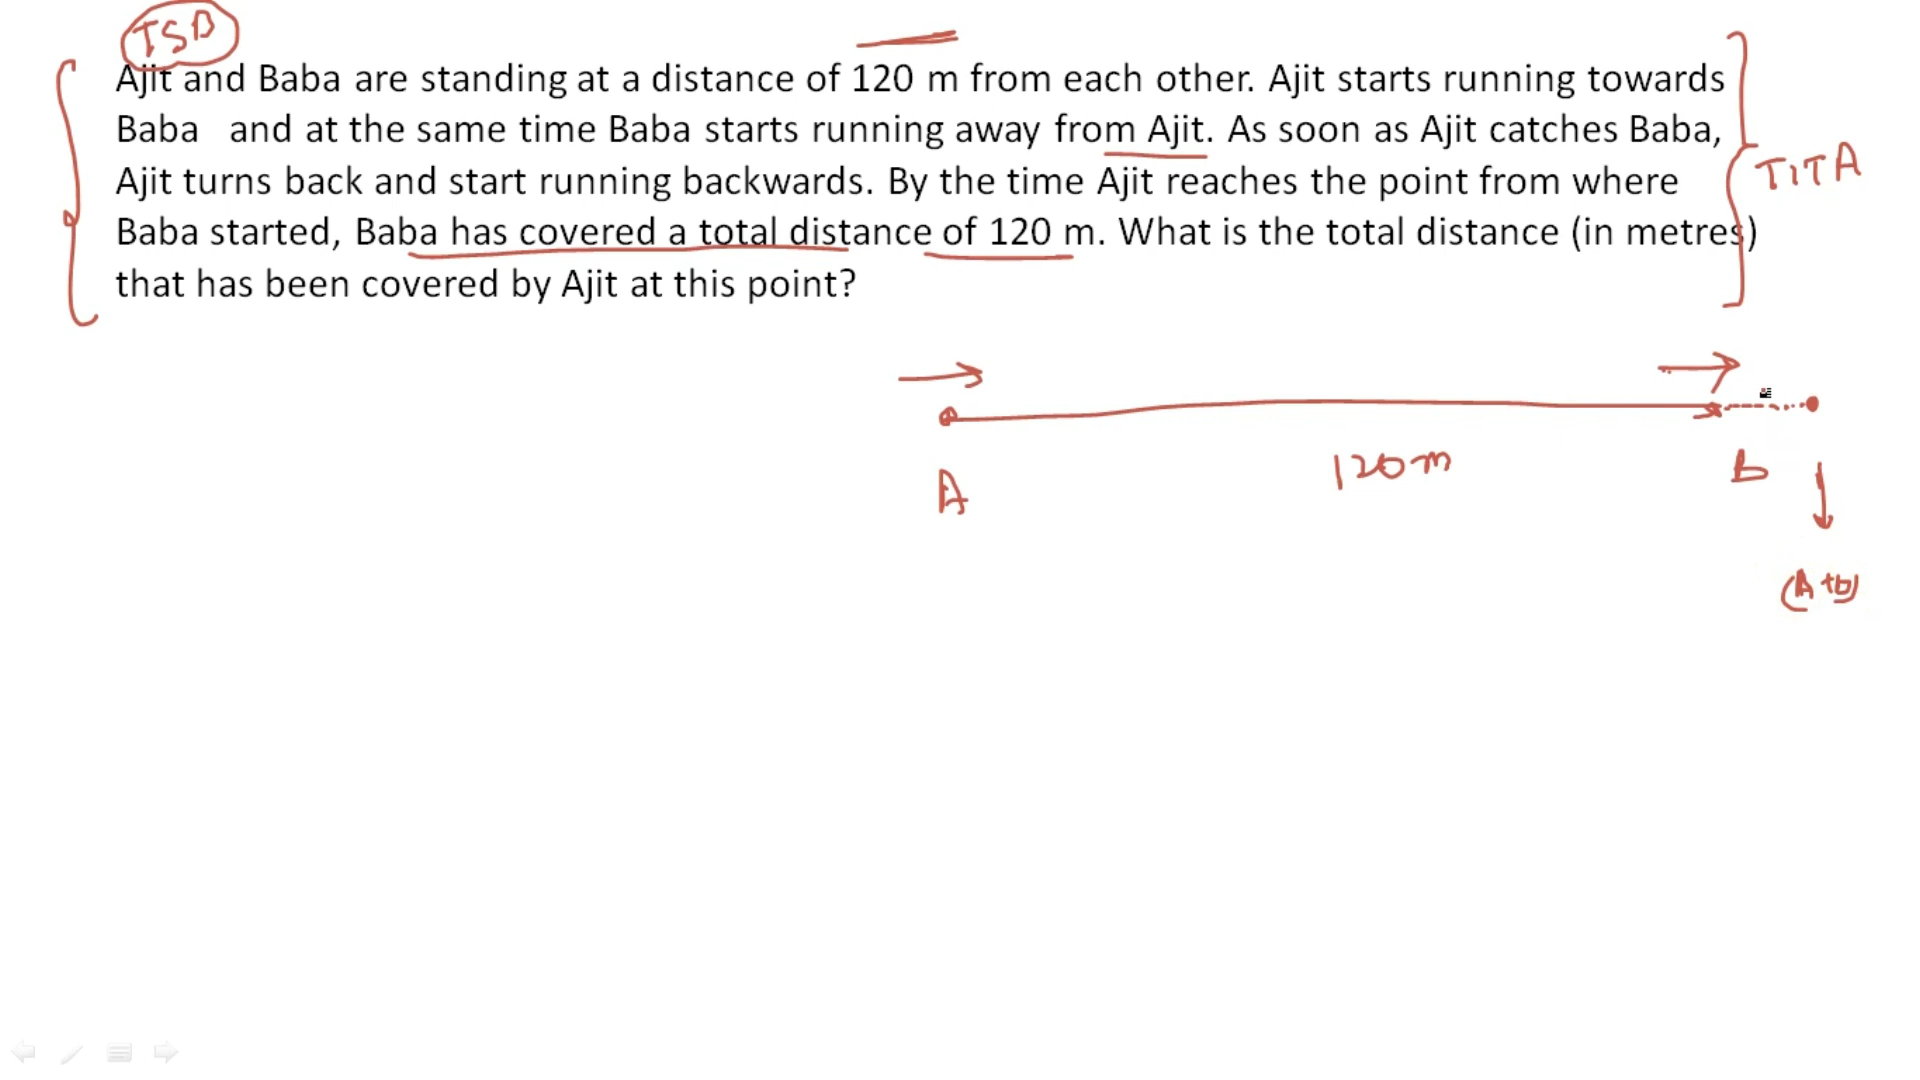 TSD
Ajit and Baba are standing at a distance of 120 m from each other. Ajit starts running towards
Baba and at the same time Baba starts running away from Ajit. As soon as Ajit catches Baba,
Ajit turns back and start running backwards. By the time Ajit reaches the point from where
Baba started, Baba has covered a total distance of 120 m. What is the total distance (in metres)
that has been covered by Ajit at this point?
TITA
120m
A
B
(A+b)